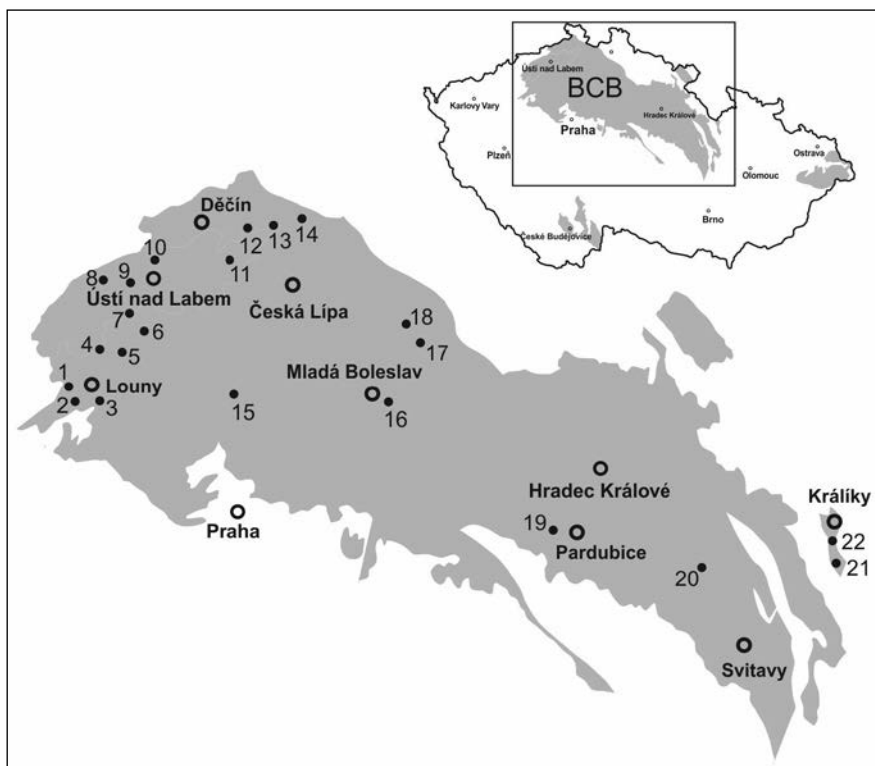 Ústí nad Labem
BCB
Karlovy Vary
Hradec Králové
Praha
Plzeň
Ostrava
Olomouc
Brno
České Budějovice
Děčín
14
12
13
10
11
8
9
Ústí nad Labem
Česká Lípa
7
6
18
4
5
17
Mladá Boleslav
1
Louny
2
3
15
16
Hradec Králové
Králíky
Praha
19
Pardubice
22
20
21
Svitavy